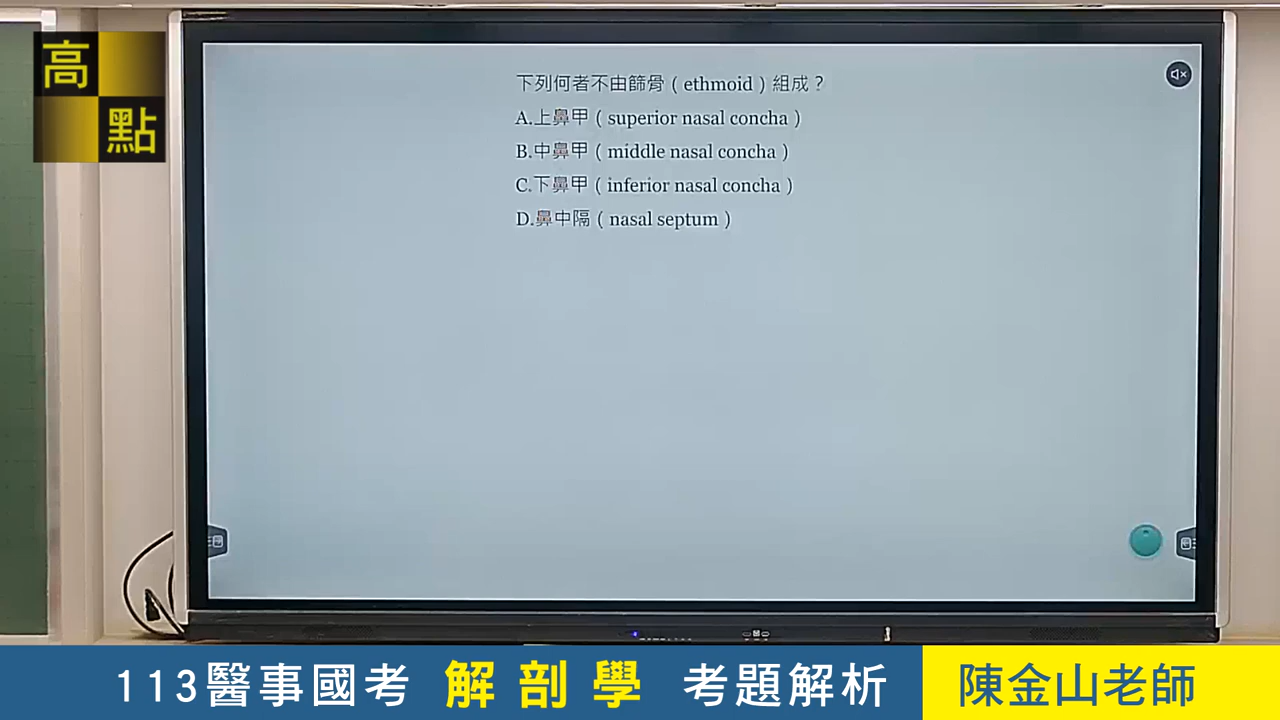 高點
下列何者不由篩骨（ethmoid）組成？
A.上鼻甲（superior nasal concha）
B.中鼻甲（middle nasal concha）
C.下鼻甲（inferior nasal concha）
D.鼻中隔（nasal septum）
113醫事國考 解剖學 考題解析 陳金山老師